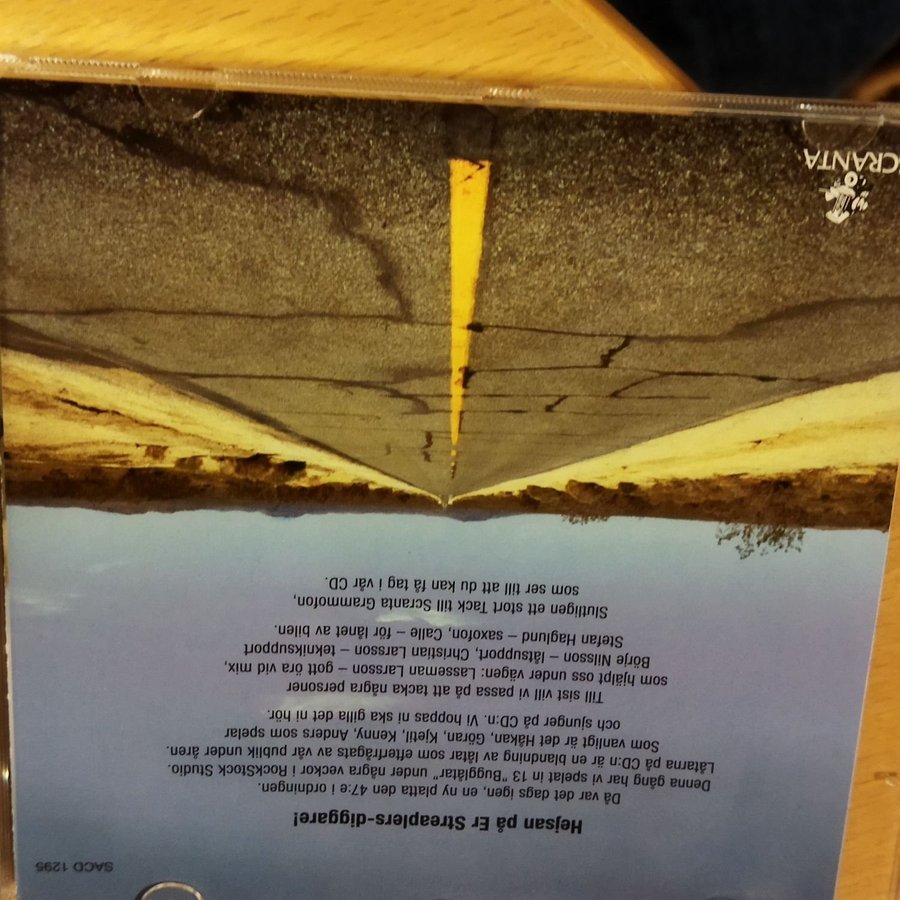 SACD 1295
Hejsan på Er Streaplers-diggare!
Då var det dags igen, en ny platta den 47:e i ordningen.
Denna gång har vi spelat in 13 "Bugglåtar" under några veckor i RockStock Studio.
Låtarna på CD:n är en blandning av låtar som efterfrågats av vår publik under åren.
Som vanligt är det Håkan, Göran, Kjetil, Kenny, Anders som spelar
och sjunger på CD:n. Vi hoppas ni ska gilla det ni hör.
Till sist vill vi passa på att tacka några personer
som hjälpt oss under vägen: Lasseman Larsson – gott öra vid mix,
Börje Nilsson – låtsupport, Christian Larsson – tekniksupport
Stefan Haglund – saxofon, Calle – för lånet av bilen.
Slutligen ett stort Tack till Scranta Grammofon,
som ser till att du kan få tag i vår CD.
SCRANTA